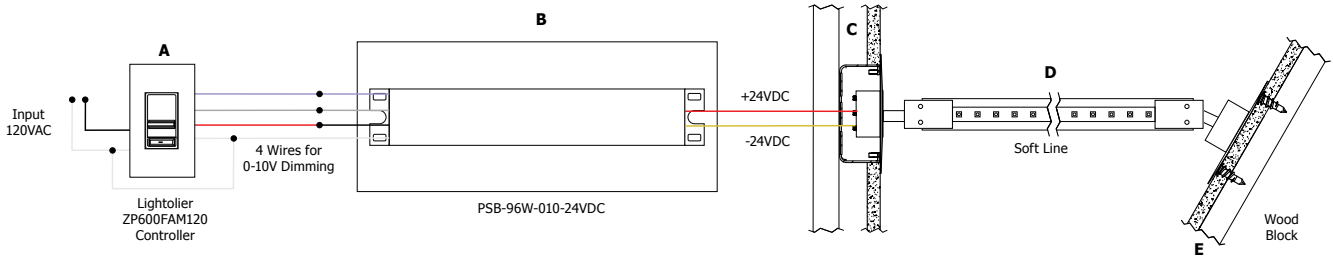 A
B
C
D
E
Input
120VAC
4 Wires for
0-10V Dimming
Lightolier
ZP600FAM120
Controller
PSB-96W-010-24VDC
+24VDC
-24VDC
Soft Line
Wood
Block